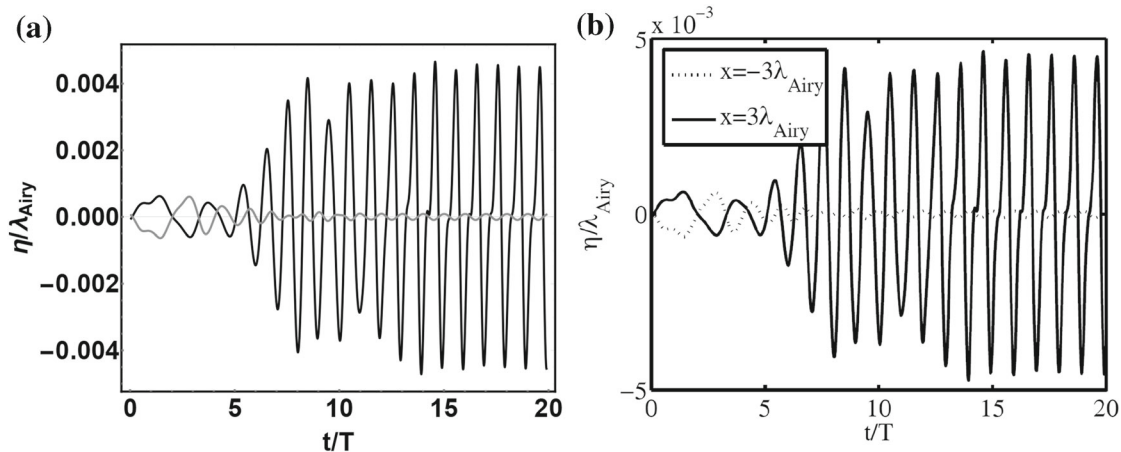 (a)
0.004
0.002
0.000
−0.002
−0.004
η/λAiry
0 5 10 15 20
t/T
(b)
x 10−3
5
0
−5
x=−3λAiry
x=3λAiry
η/λAiry
0 5 10 15 20
t/T